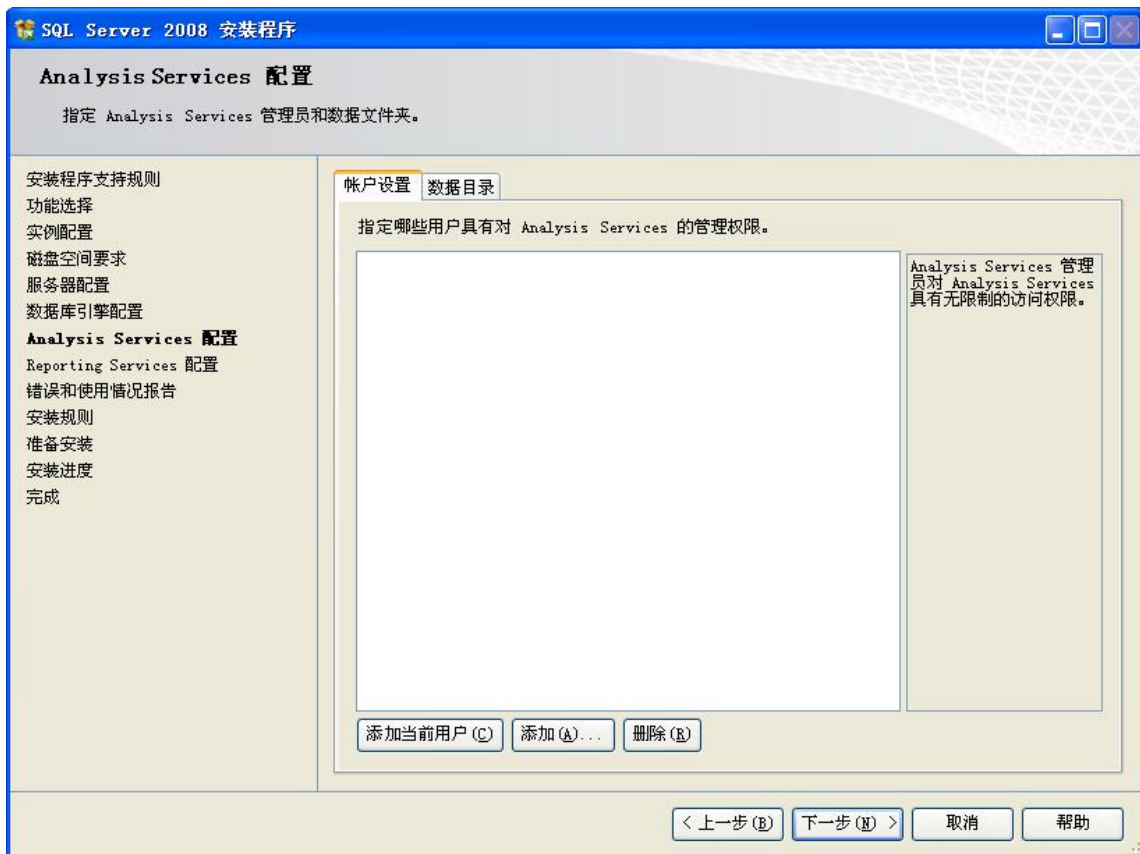 SQL Server 2008 安装程序
Analysis Services 配置
指定 Analysis Services 管理员和数据文件夹。
安装程序支持规则
功能选择
实例配置
磁盘空间要求
服务器配置
数据库引擎配置
Analysis Services 配置
Reporting Services 配置
错误和使用情况报告
安装规则
准备安装
安装进度
完成
帐户设置 数据目录
指定哪些用户具有对 Analysis Services 的管理权限。
Analysis Services 管理
员对 Analysis Services
具有无限制的访问权限。
添加当前用户(C) 添加(A)... 删除(R)
< 上一步(B) 下一步(N) > 取消 帮助